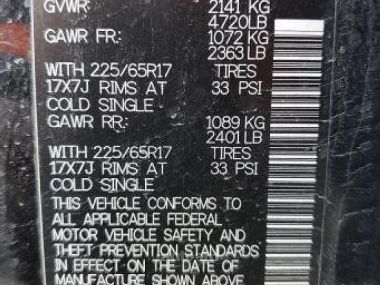 GVWR: 2141 KG
4720LB
GAWR FR: 1072 KG
2363 LB
WITH 225/65R17 TIRES
17X7J RIMS AT 33 PSI
COLD SINGLE
GAWR RR: 1089 KG
2401 LB
WITH 225/65R17 TIRES
17X7J RIMS AT 33 PSI
COLD SINGLE
THIS VEHICLE CONFORMS TO
ALL APPLICABLE FEDERAL
MOTOR VEHICLE SAFETY AND
THEFT PREVENTION STANDARDS
IN EFFECT ON THE DATE OF
MANUFACTURE SHOWN ABOVE